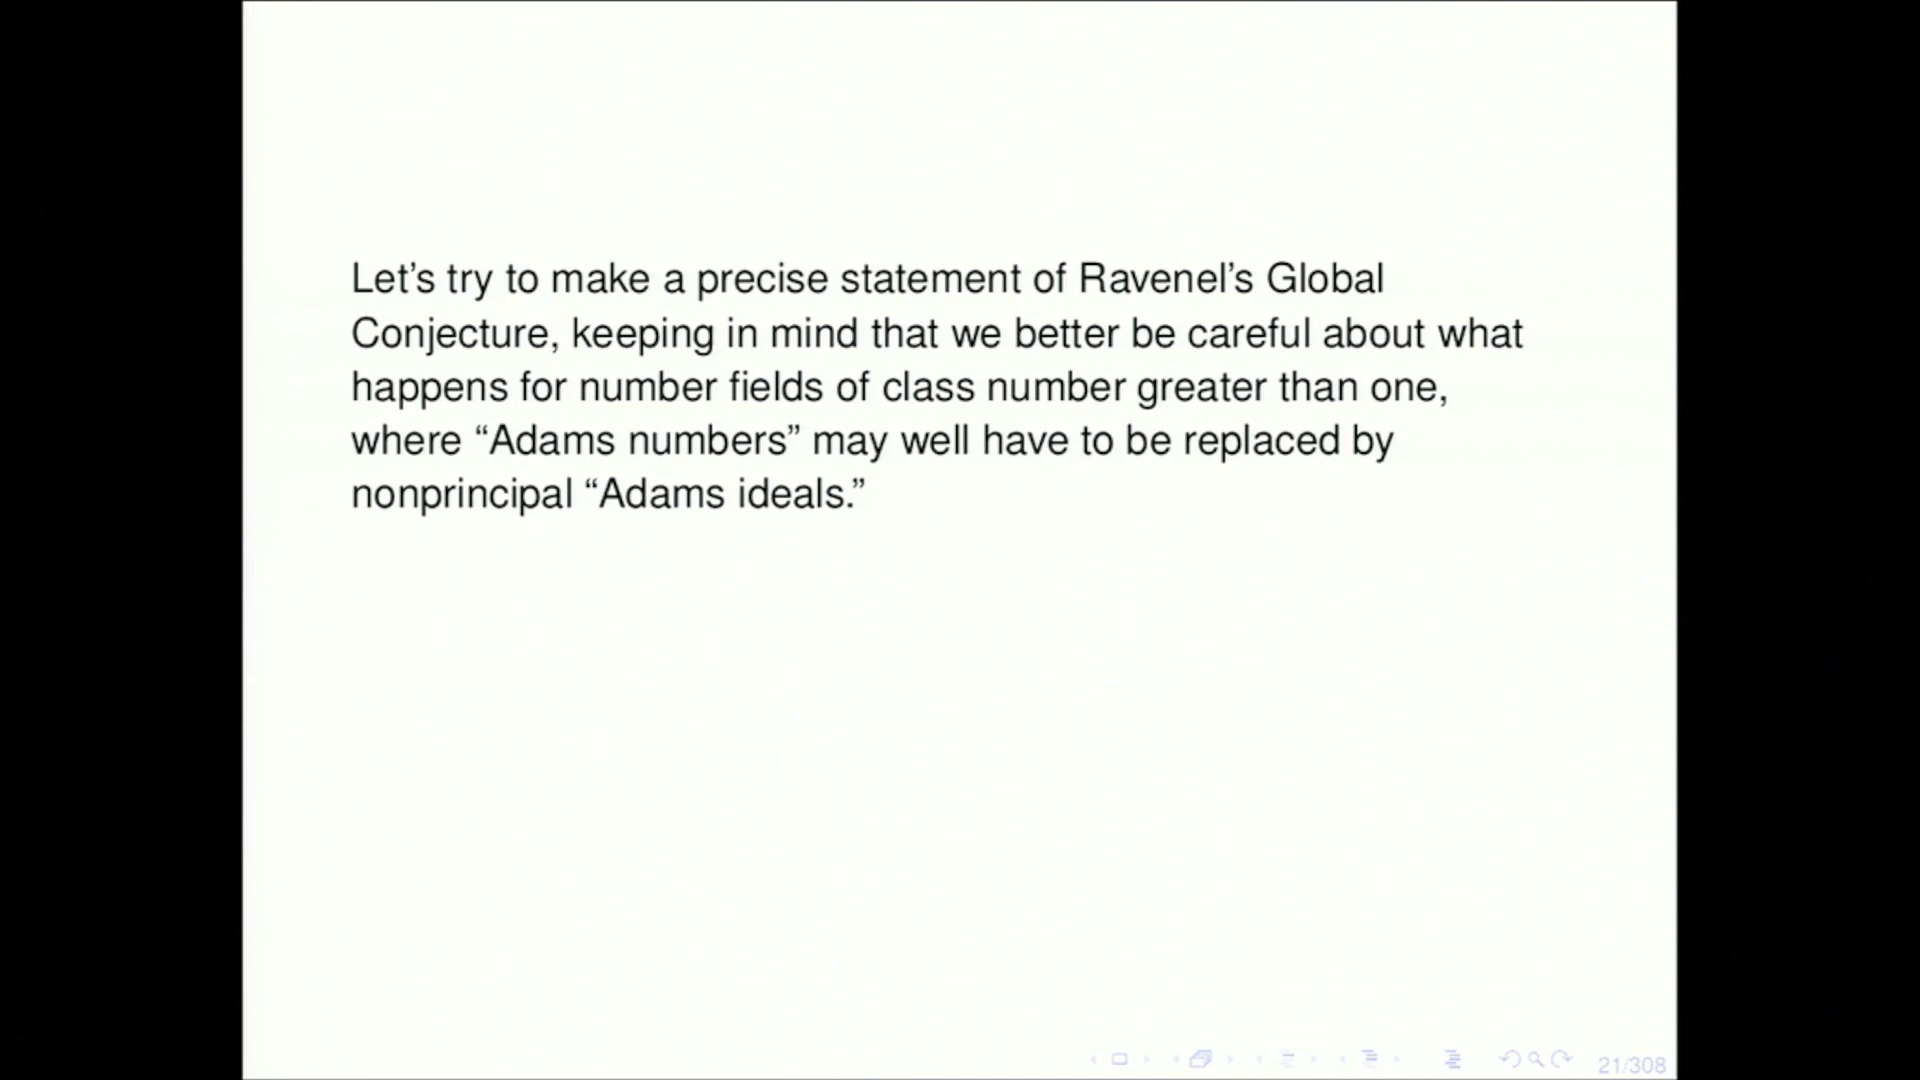 Let's try to make a precise statement of Ravenel's Global
Conjecture, keeping in mind that we better be careful about what
happens for number fields of class number greater than one,
where “Adams numbers” may well have to be replaced by
nonprincipal “Adams ideals.”
21/308